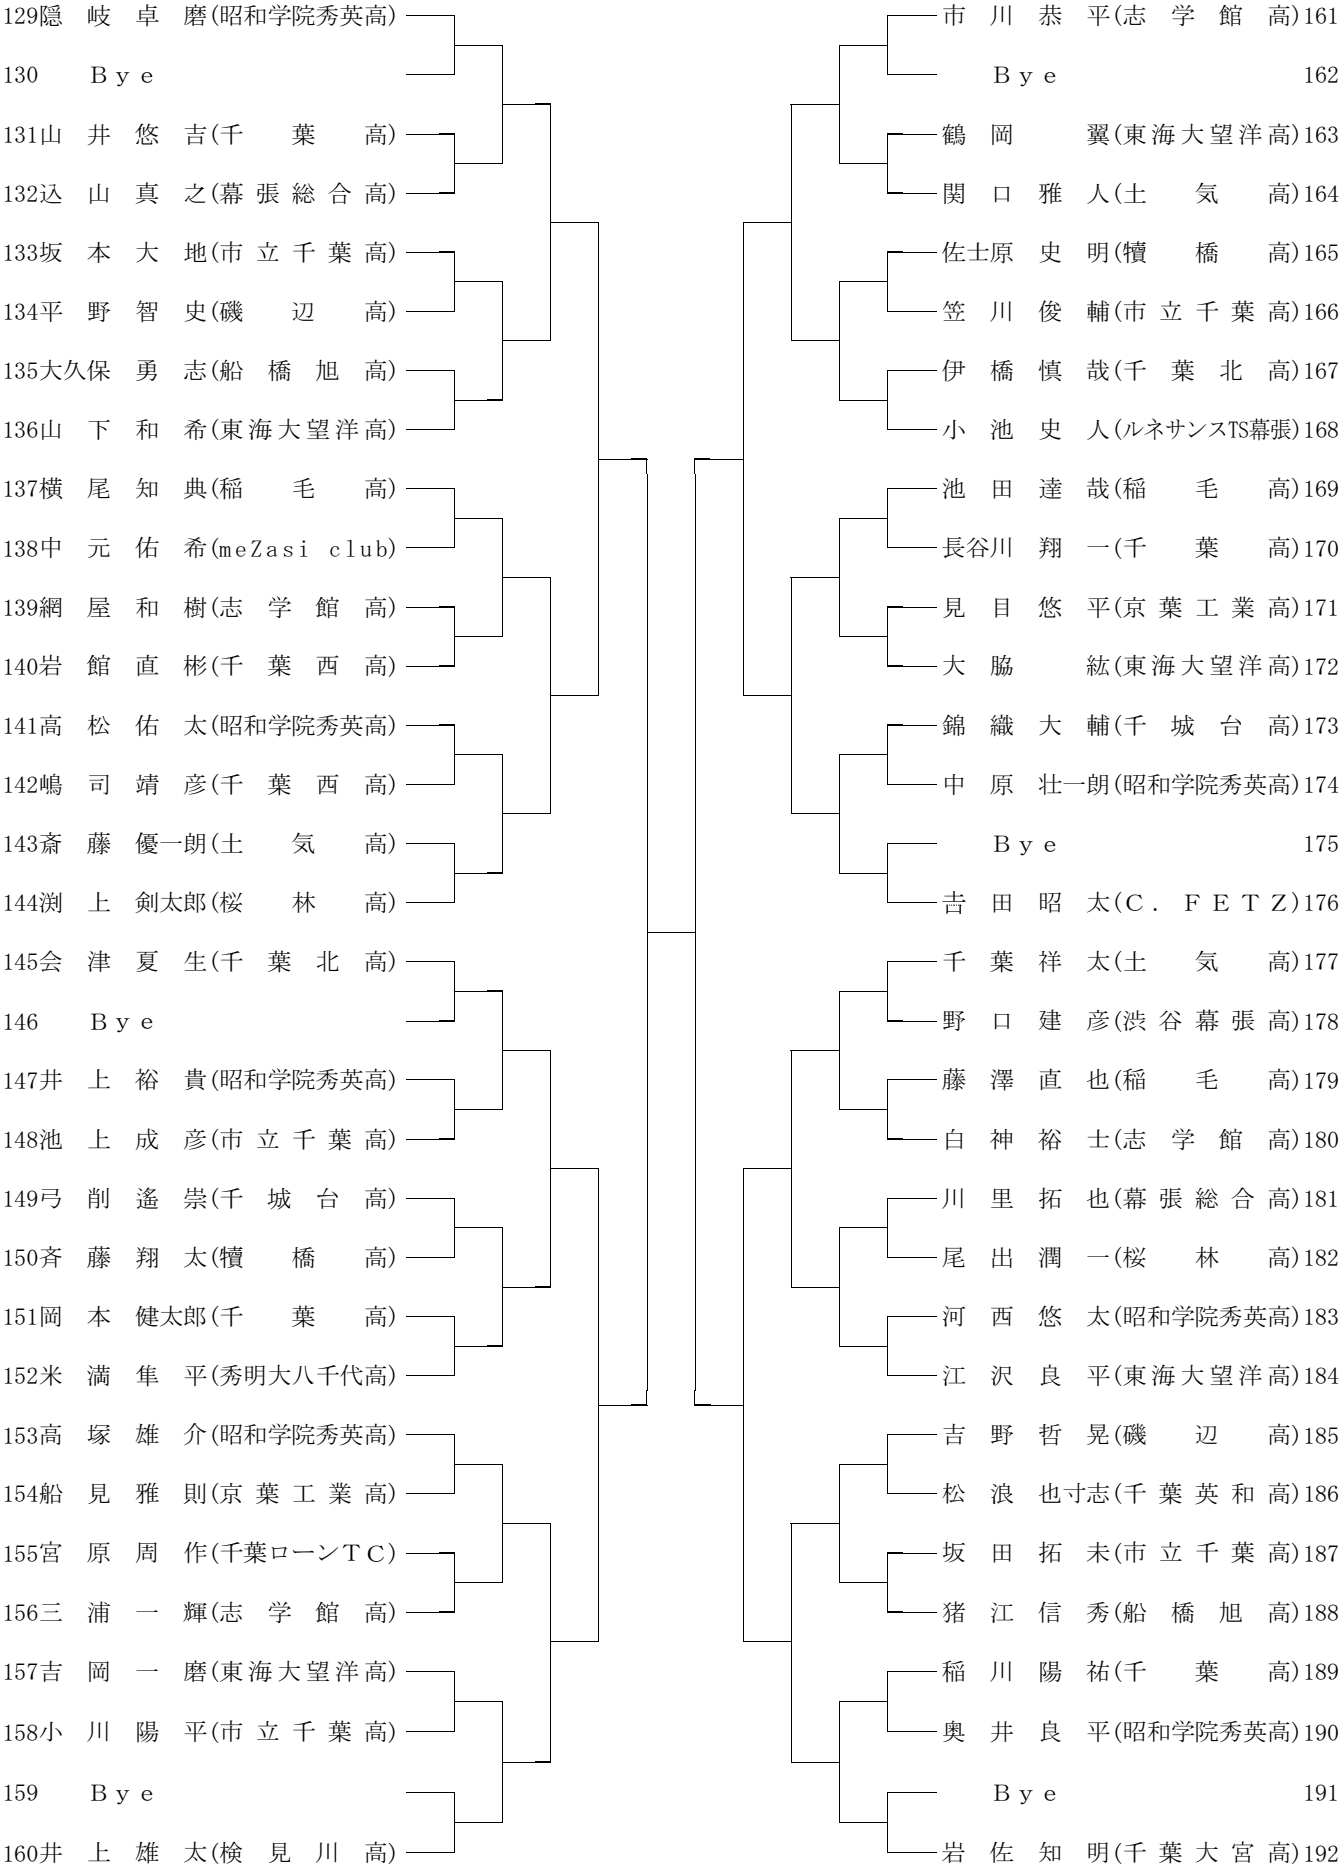 129隠岐卓磨(昭和学院秀英高)
130 Bye
131山井悠吉(千葉高)
132込山真之(幕張総合高)
133坂本大地(市立千葉高)
134平野智史(磯辺高)
135大久保勇志(船橋旭高)
136山下和希(東海大望洋高)
137横尾知典(稲毛高)
138中元佑希(meZasi club)
139網屋和樹(志学館高)
140岩館直彬(千葉西高)
141高松佑太(昭和学院秀英高)
142嶋司靖彦(千葉西高)
143斎藤優一朗(土気高)
144渕上剣太郎(桜林高)
145会津夏生(千葉北高)
146 Bye
147井上裕貴(昭和学院秀英高)
148池上成彦(市立千葉高)
149弓削遙崇(千城台高)
150斉藤翔太(犢橋高)
151岡本健太郎(千葉高)
152米満隼平(秀明大八千代高)
153高塚雄介(昭和学院秀英高)
154船見雅則(京葉工業高)
155宮原周作(千葉ローンTC)
156三浦一輝(志学館高)
157吉岡一磨(東海大望洋高)
158小川陽平(市立千葉高)
159 Bye
160井上雄太(検見川高)
市川恭平(志学館高)161
Bye 162
鶴岡翼(東海大望洋高)163
関口雅人(土気高)164
佐士原史明(犢橋高)165
笠川俊輔(市立千葉高)166
伊橋慎哉(千葉北高)167
小池史人(ルネサンスTS幕張)168
池田達哉(稲毛高)169
長谷川翔一(千葉高)170
見目悠平(京葉工業高)171
大脇紘(東海大望洋高)172
錦織大輔(千城台高)173
中原壮一朗(昭和学院秀英高)174
Bye 175
𠮷田昭太(C.FETZ)176
千葉祥太(土気高)177
野口建彦(渋谷幕張高)178
藤澤直也(稲毛高)179
白神裕士(志学館高)180
川里拓也(幕張総合高)181
尾出潤一(桜林高)182
河西悠太(昭和学院秀英高)183
江沢良平(東海大望洋高)184
吉野哲晃(磯辺高)185
松浪也寸志(千葉英和高)186
坂田拓未(市立千葉高)187
猪江信秀(船橋旭高)188
稲川陽祐(千葉高)189
奥井良平(昭和学院秀英高)190
Bye 191
岩佐知明(千葉大宮高)192